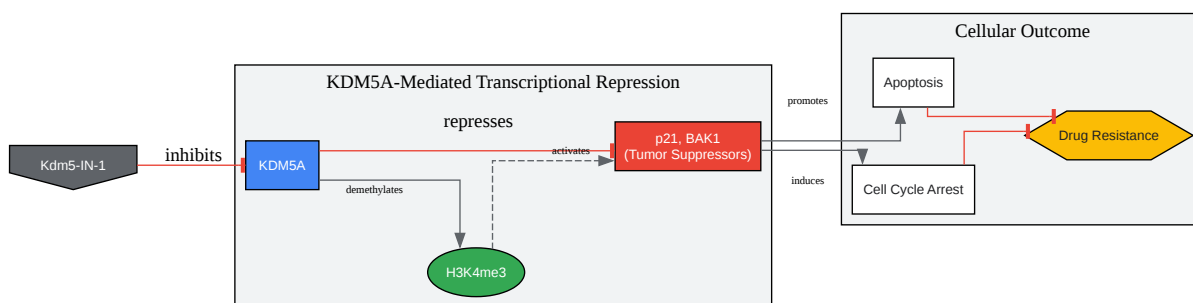 Cellular Outcome
KDM5A-Mediated Transcriptional Repression
Apoptosis
promotes
represses
p21, BAK1
(Tumor Suppressors)
Drug Resistance
Kdm5-IN-1
inhibits
KDM5A
activates
demethylates
induces
Cell Cycle Arrest
H3K4me3